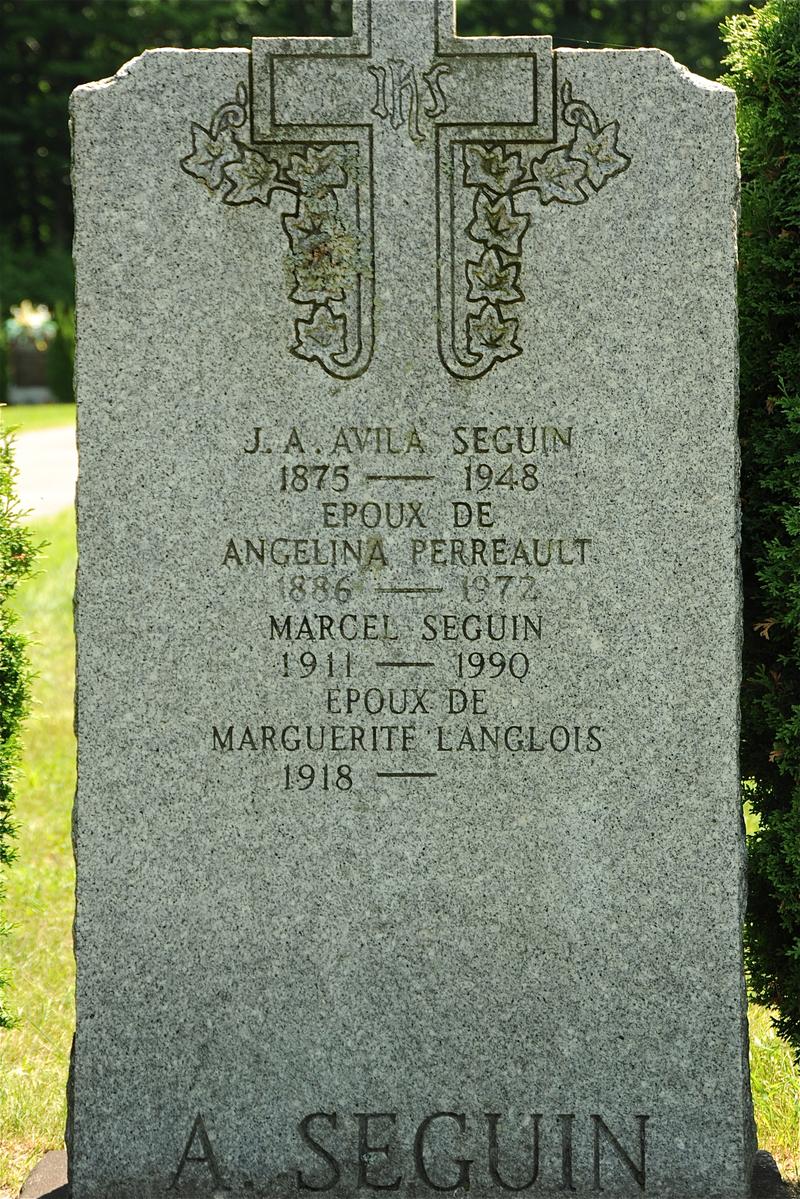 IHS
J. A. AVILA SEGUIN
1875 — 1948
EPOUX DE
ANGELINA PERREAULT
1886 — 1972
MARCEL SEGUIN
1911 — 1990
EPOUX DE
MARGUERITE LANGLOIS
1918 —
A. SEGUIN